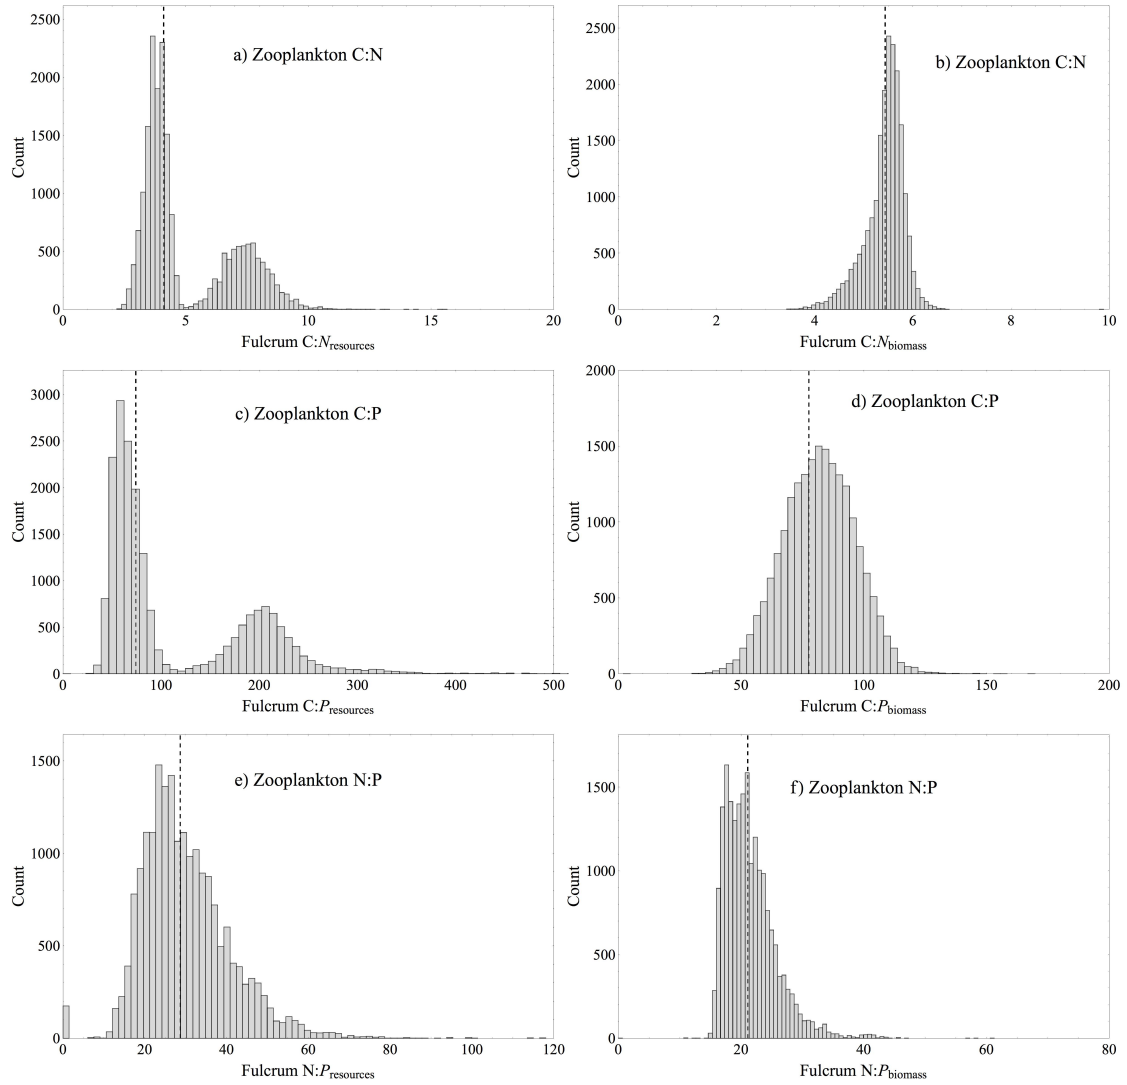 a) Zooplankton C:N
Count
2500
2000
1500
1000
500
0
0 5 10 15 20
Fulcrum C:Nresources
b) Zooplankton C:N
Count
2500
2000
1500
1000
500
0
0 2 4 6 8 10
Fulcrum C:Nbiomass
c) Zooplankton C:P
Count
3000
2500
2000
1500
1000
500
0
0 100 200 300 400 500
Fulcrum C:Presources
d) Zooplankton C:P
Count
2000
1500
1000
500
0
50 100 150 200
Fulcrum C:Pbiomass
e) Zooplankton N:P
Count
1500
1000
500
0
0 20 40 60 80 100 120
Fulcrum N:Presources
f) Zooplankton N:P
Count
1500
1000
500
0
0 20 40 60 80
Fulcrum N:Pbiomass